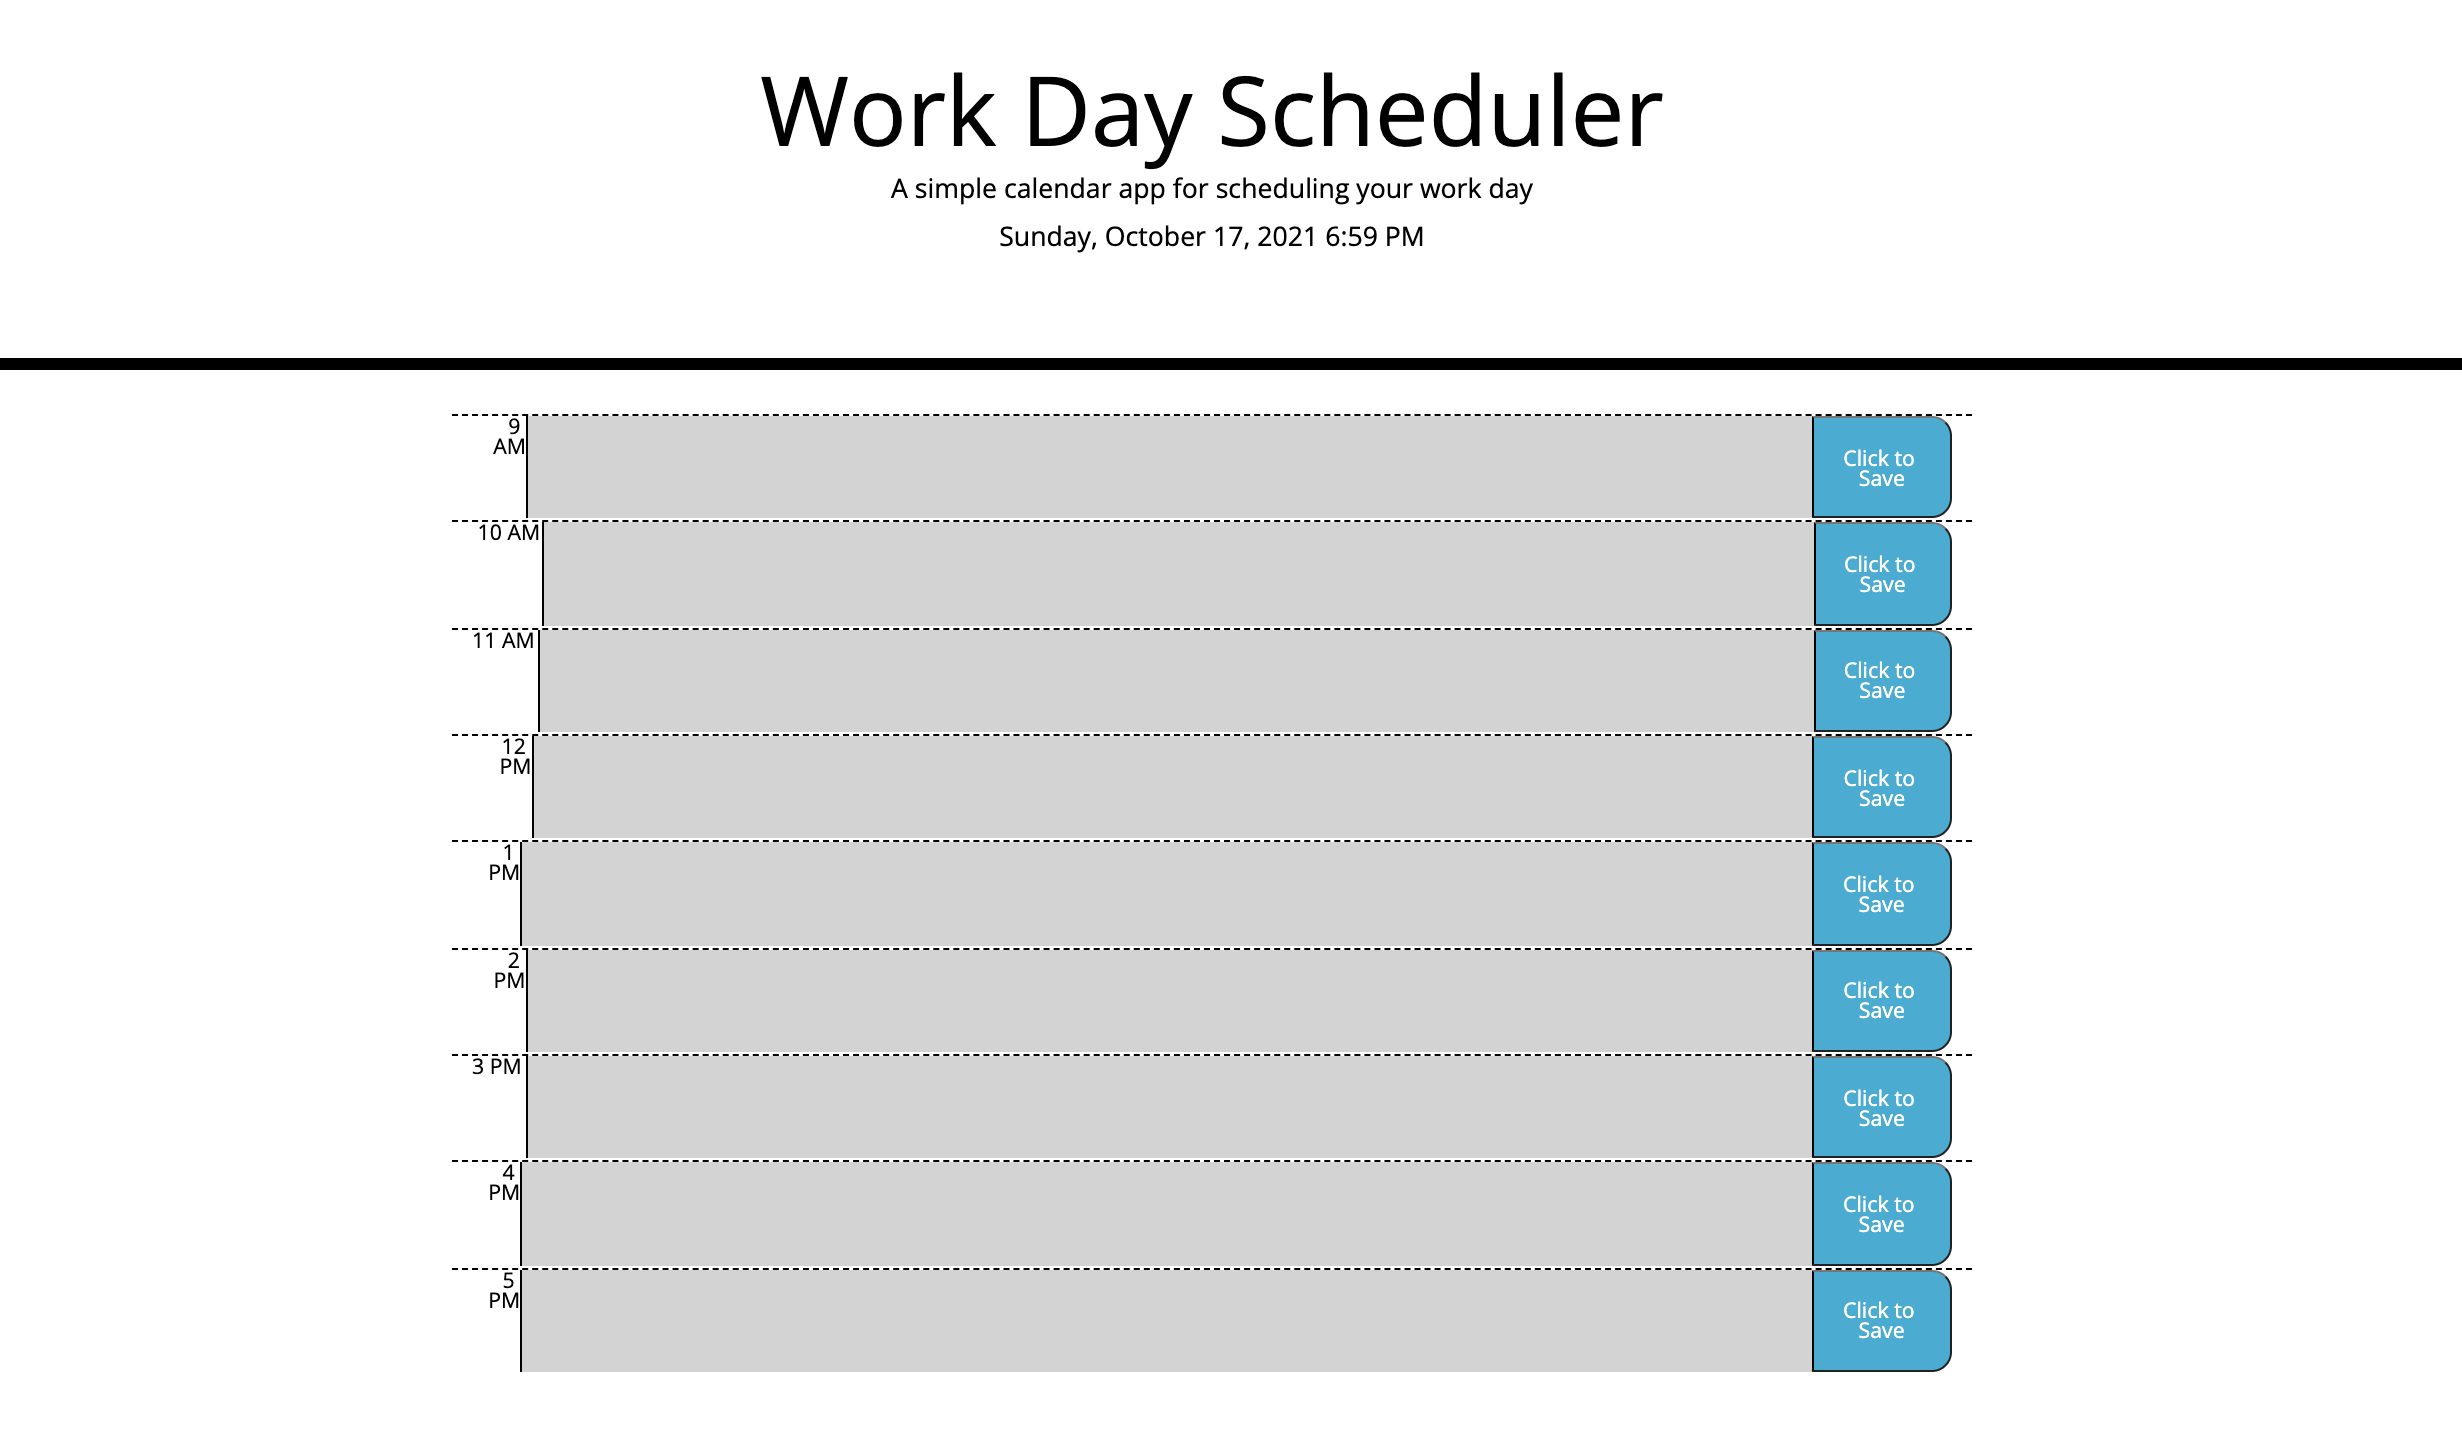 Work Day Scheduler
A simple calendar app for scheduling your work day
Sunday, October 17, 2021 6:59 PM
9
AM
Click to
Save
10 AM
Click to
Save
11 AM
Click to
Save
12
PM
Click to
Save
1
PM
Click to
Save
2
PM
Click to
Save
3 PM
Click to
Save
4
PM
Click to
Save
5
PM
Click to
Save